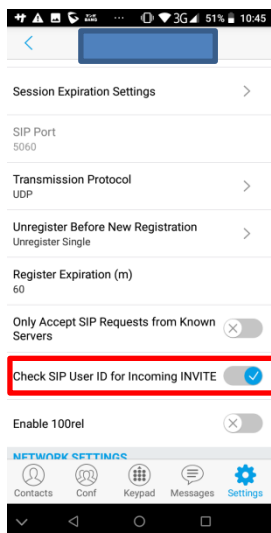 3G 51% 10:45
Session Expiration Settings
SIP Port
5060
Transmission Protocol
UDP
Unregister Before New Registration
Unregister Single
Register Expiration (m)
60
Only Accept SIP Requests from Known
Servers
Check SIP User ID for Incoming INVITE
Enable 100rel
NETWORK SETTINGS
Contacts Conf Keypad Messages Settings